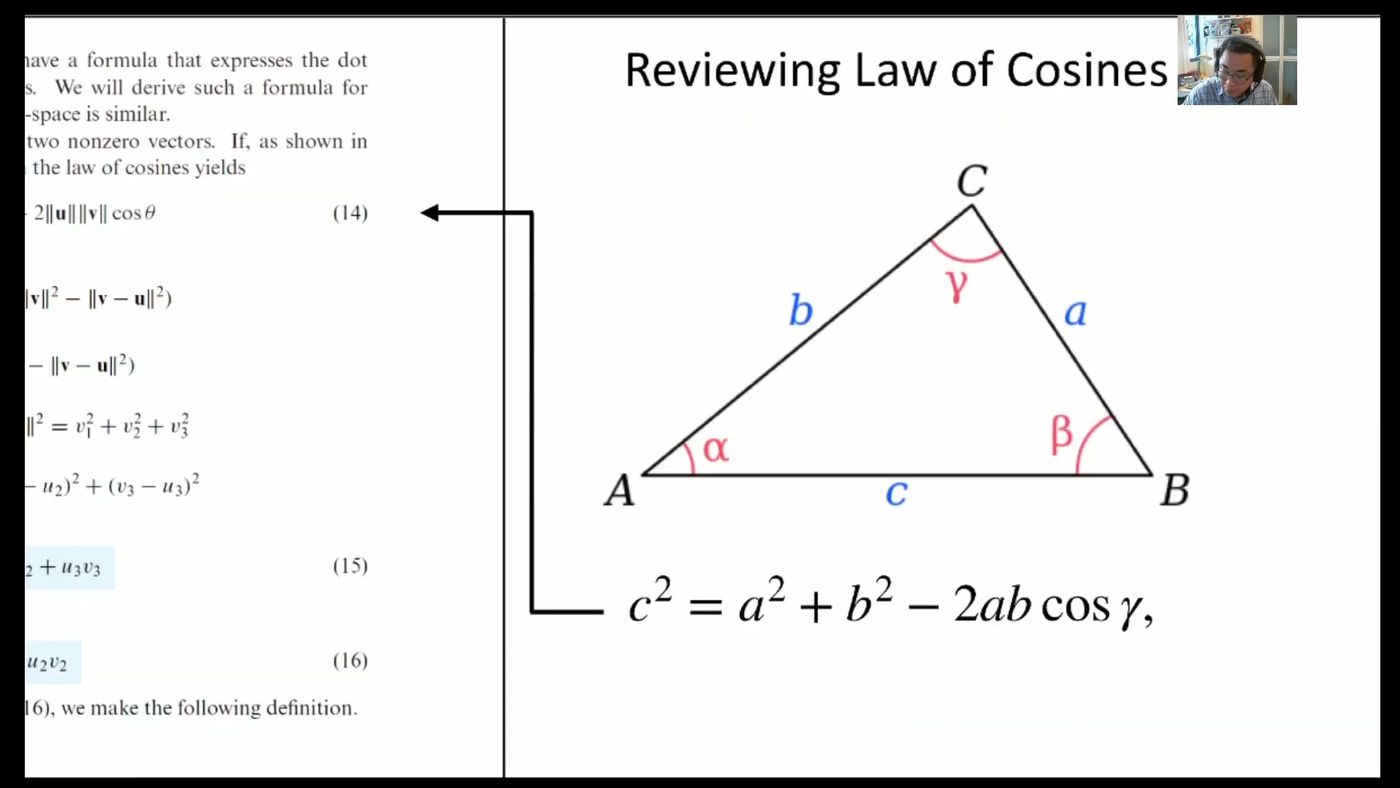 have a formula that expresses the dot
s. We will derive such a formula for
-space is similar.
two nonzero vectors. If, as shown in
the law of cosines yields
2‖u‖‖v‖ cos θ (14)
v‖² − ‖v − u‖²)
− ‖v − u‖²)
‖² = v₁² + v₂² + v₃²
− u₂)² + (v₃ − u₃)²
₂ + u₃v₃ (15)
u₂v₂ (16)
16), we make the following definition.
Reviewing Law of Cosines
C
γ
b
a
α
β
A
c
B
c² = a² + b² − 2ab cos γ,